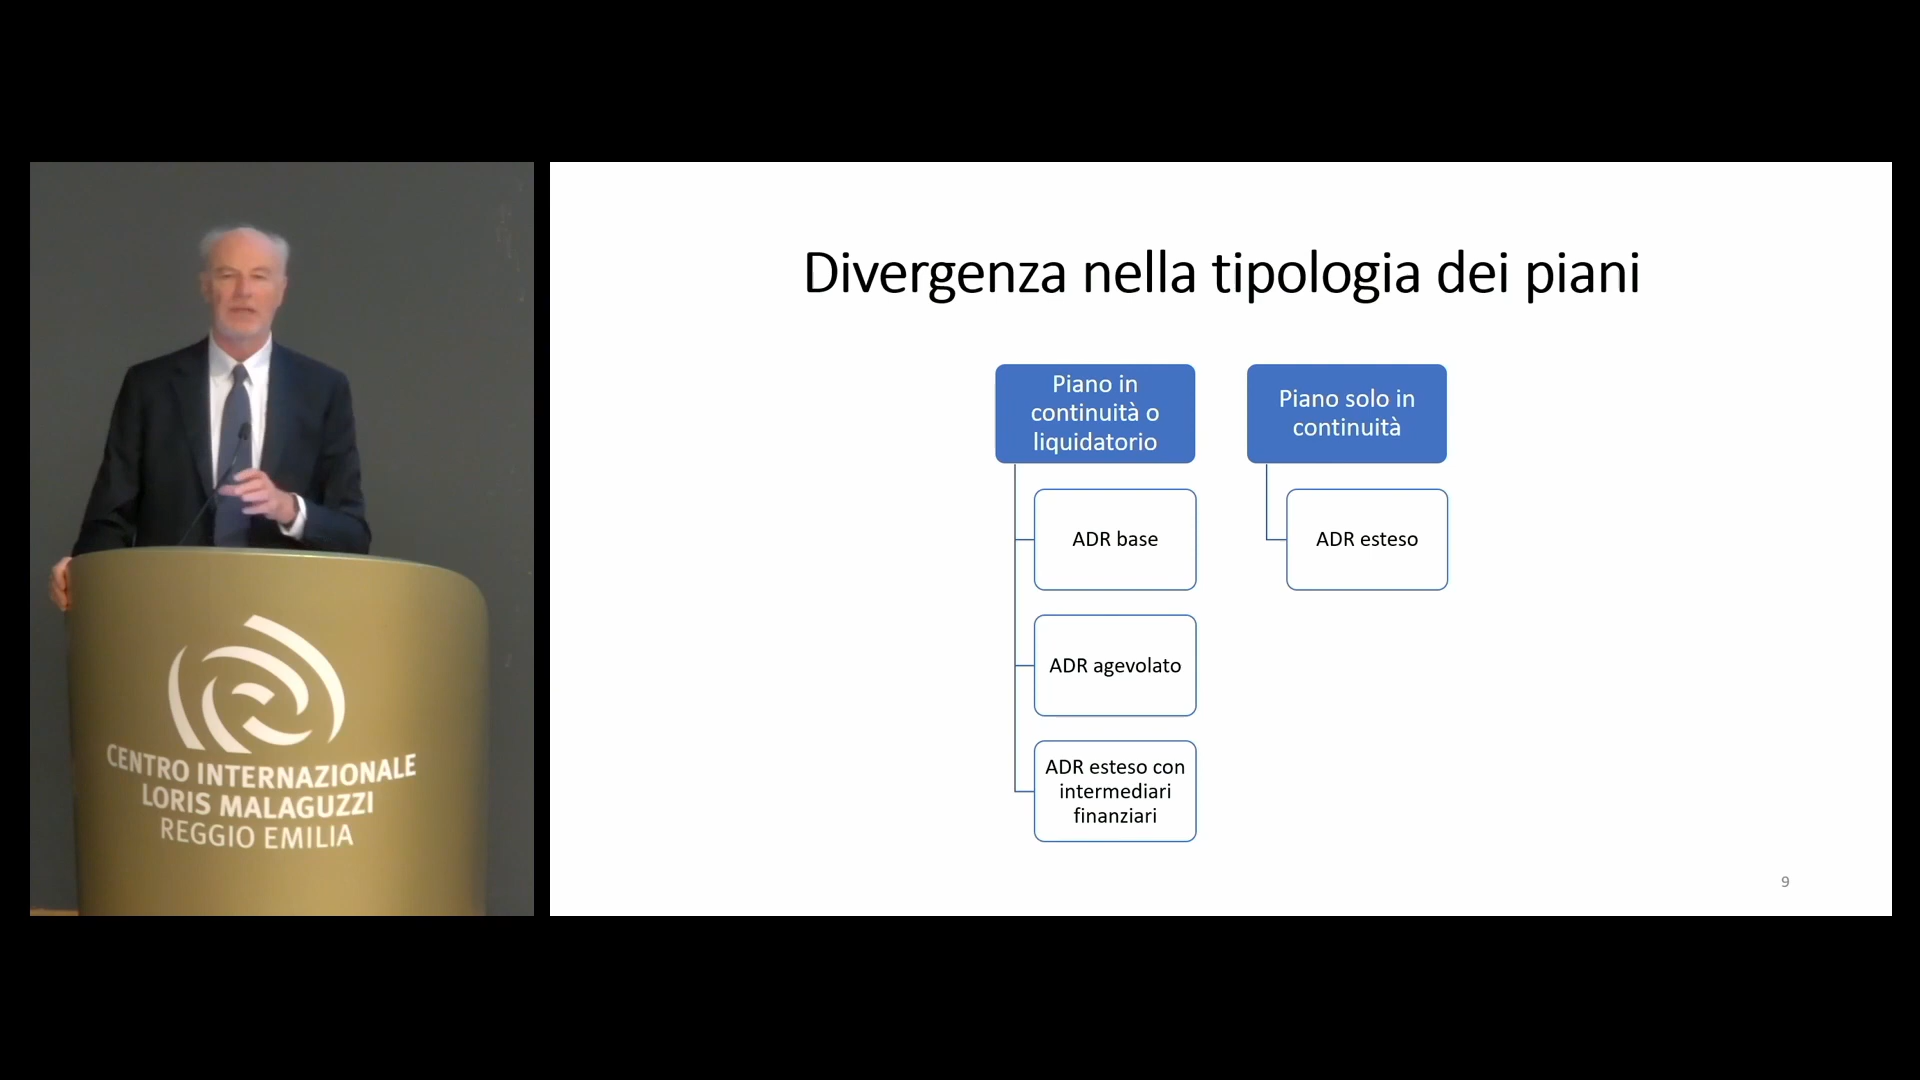 CENTRO INTERNAZIONALE
LORIS MALAGUZZI
REGGIO EMILIA
Divergenza nella tipologia dei piani
Piano in
continuità o
liquidatorio
ADR base
ADR agevolato
ADR esteso con
intermediari
finanziari
Piano solo in
continuità
ADR esteso
9